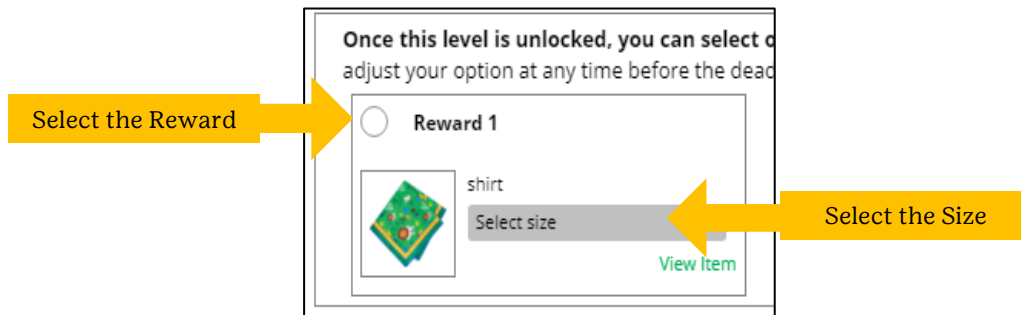 Once this level is unlocked, you can select
adjust your option at any time before the
Select the Reward
Reward 1
shirt
Select size
Select the Size
View Item